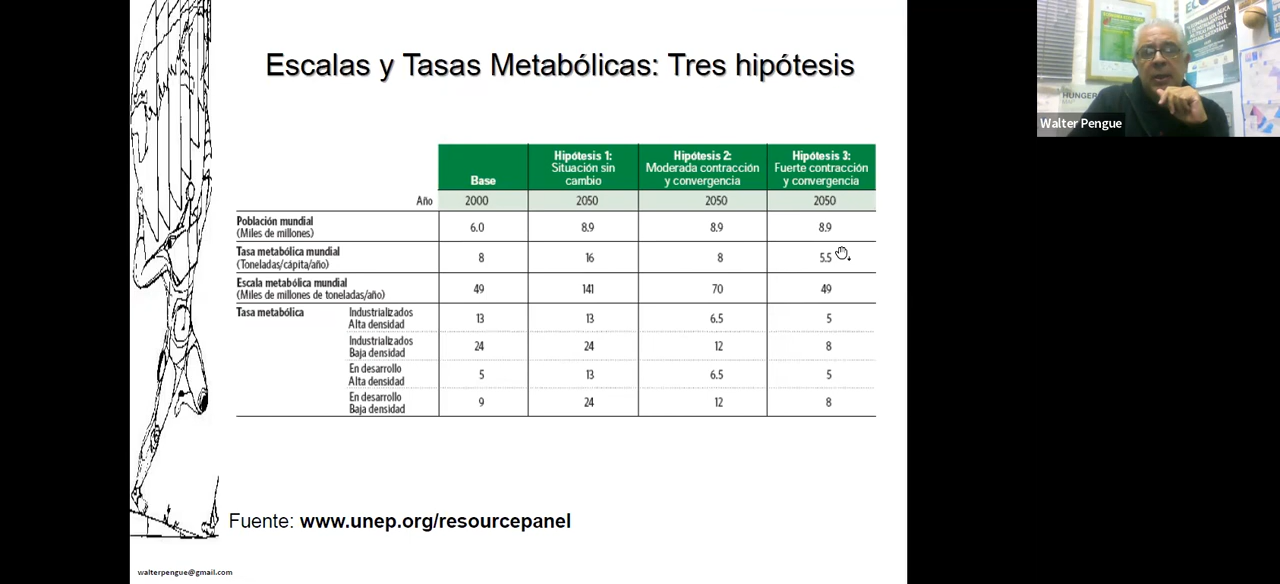 Escalas y Tasas Metabólicas: Tres hipótesis
Base
Hipótesis 1:
Situación sin
cambio
Hipótesis 2:
Moderada contracción
y convergencia
Hipótesis 3:
Fuerte contracción
y convergencia
Año 2000 2050 2050 2050
Población mundial
(Miles de millones)
6.0 8.9 8.9 8.9
Tasa metabólica mundial
(Toneladas/cápita/año)
8 16 8 5.5
Escala metabólica mundial
(Miles de millones de toneladas/año)
49 141 70 49
Tasa metabólica
Industrializados
Alta densidad
13 13 6.5 5
Industrializados
Baja densidad
24 24 12 8
En desarrollo
Alta densidad
5 13 6.5 5
En desarrollo
Baja densidad
9 24 12 8
Fuente: www.unep.org/resourcepanel
walterpengue@gmail.com
HUNGER
Walter Pengue